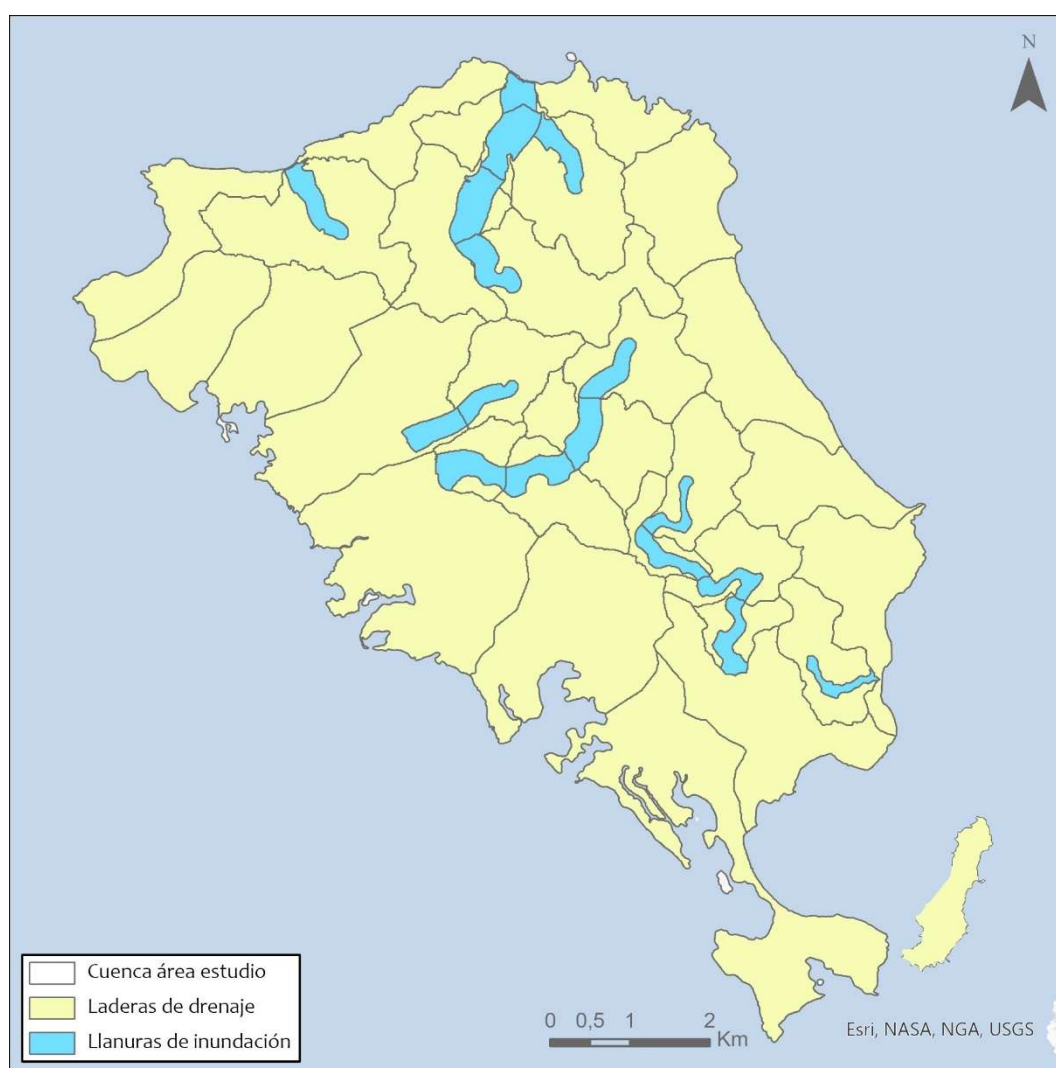 N
Cuenca área estudio
Laderas de drenaje
Llanuras de inundación
0 0,5 1 2
Km
Esri, NASA, NGA, USGS